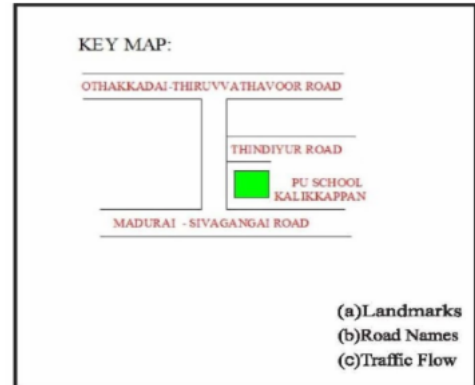 KEY MAP:
OTHAKKADAI-THIRUVVATHAVOOR ROAD
THINDIYUR ROAD
PU SCHOOL
KALIKKAPPAN
MADURAI - SIVAGANGAI ROAD
(a)Landmarks
(b)Road Names
(c)Traffic Flow